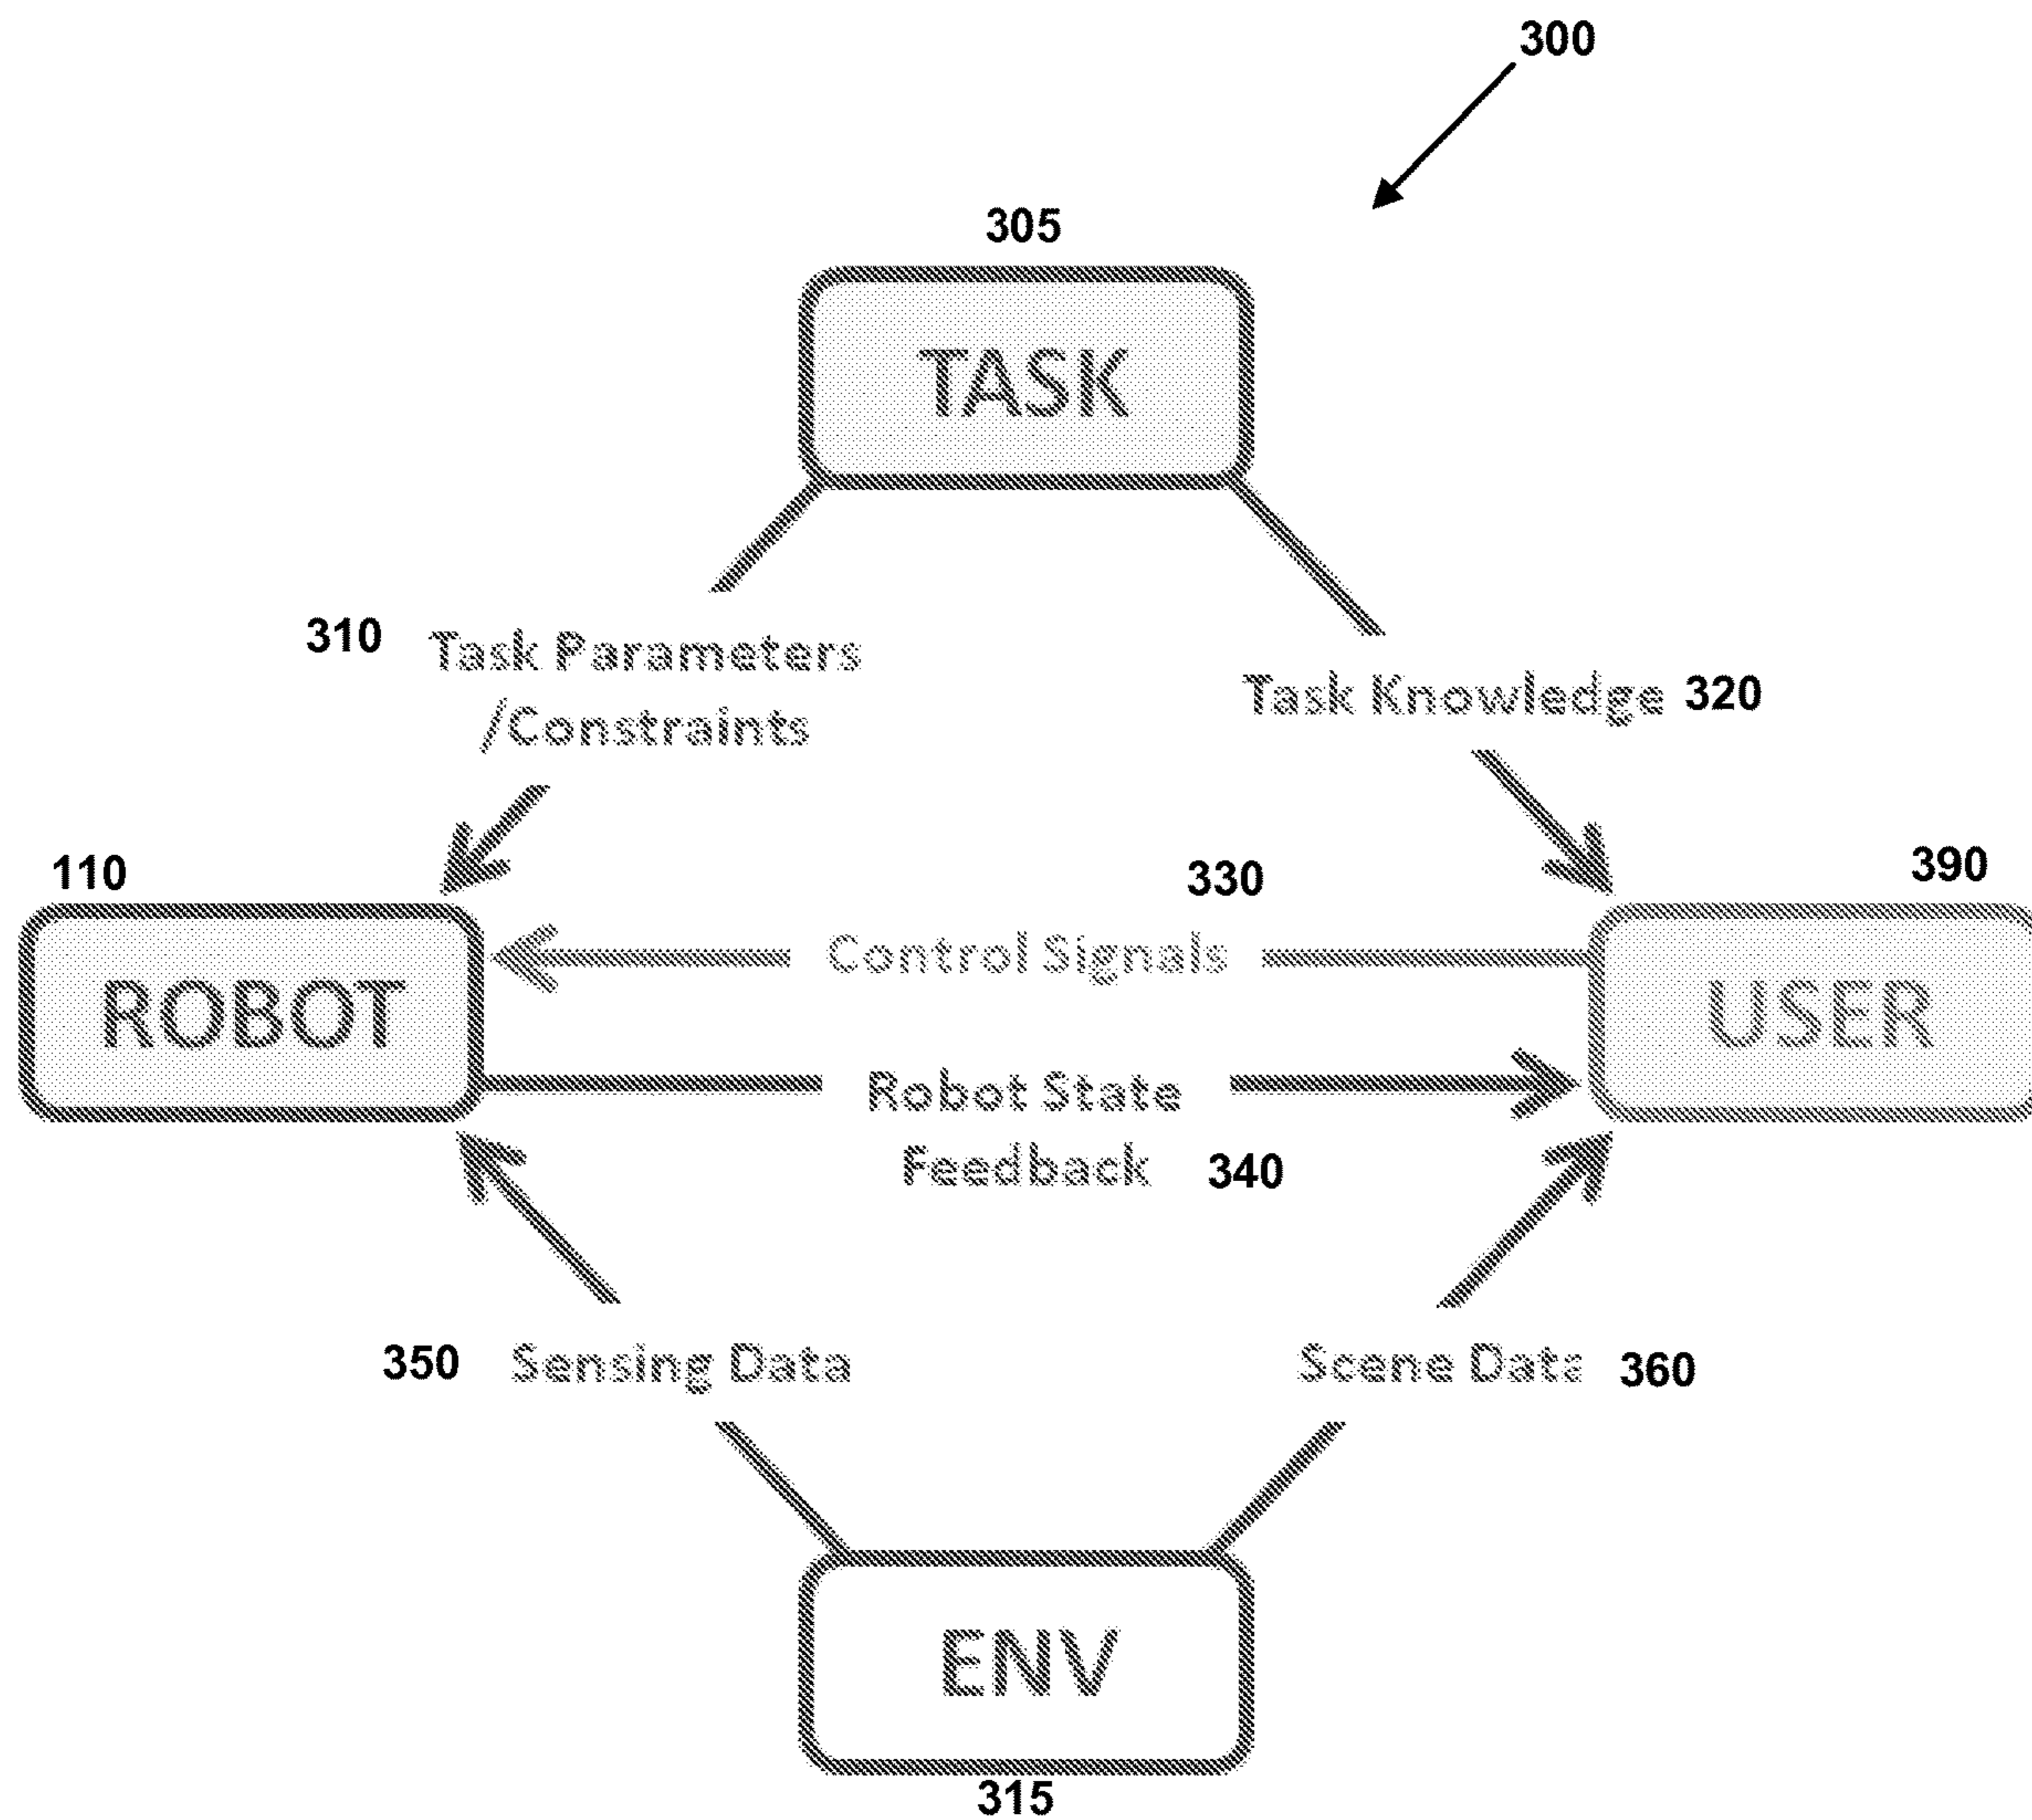 300
305
TASK
310 Task Parameters
/Constraints
Task Knowledge 320
110
330
390
ROBOT
Control Signals
USER
Robot State
Feedback 340
350 Sensing Data
Scene Data 360
ENV
315